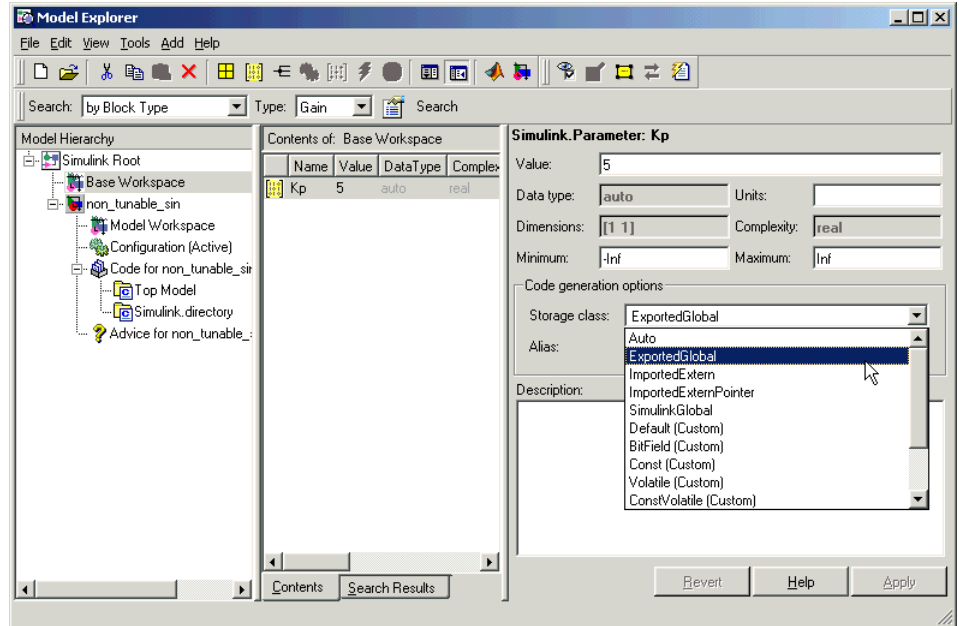 Model Explorer
File Edit View Tools Add Help
Search: by Block Type Type: Gain Search
Model Hierarchy
Simulink Root
Base Workspace
non_tunable_sin
Model Workspace
Configuration (Active)
Code for non_tunable_sin
Top Model
Simulink.directory
Advice for non_tunable_
Contents of: Base Workspace
Name Value DataType Complex
Kp 5 auto real
Contents Search Results
Simulink.Parameter: Kp
Value: 5
Data type: auto Units:
Dimensions: [1 1] Complexity: real
Minimum: -Inf Maximum: Inf
Code generation options
Storage class: ExportedGlobal
Alias:
Auto
ExportedGlobal
ImportedExtern
ImportedExternPointer
SimulinkGlobal
Default (Custom)
BitField (Custom)
Const (Custom)
Volatile (Custom)
ConstVolatile (Custom)
Description:
Revert Help Apply